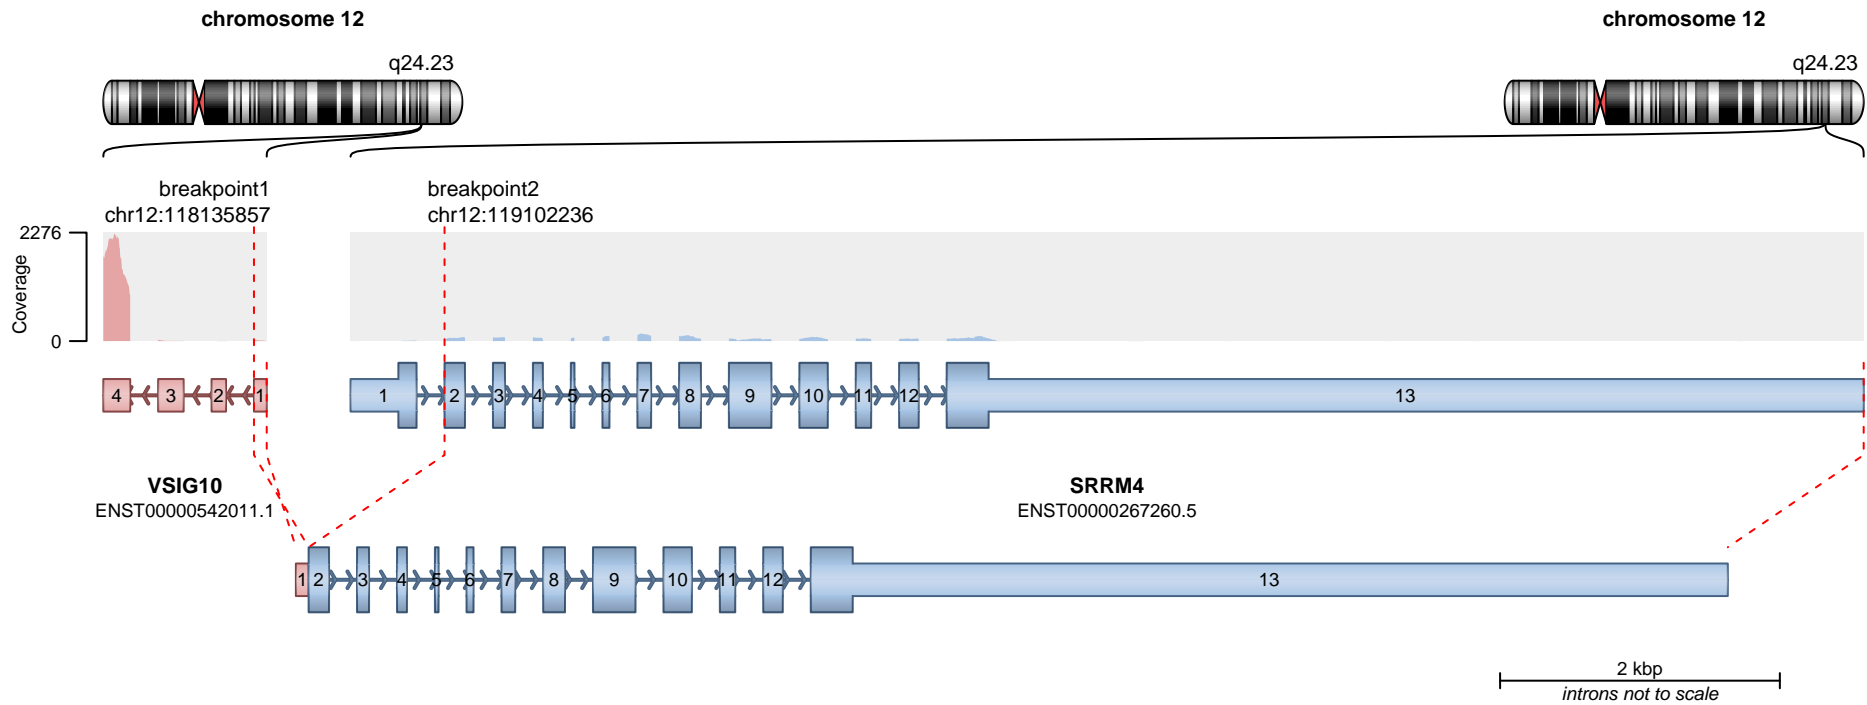 chromosome 12
chromosome 12
q24.23
q24.23
breakpoint1
chr12:118135857
breakpoint2
chr12:119102236
2276
Coverage
0
4 3 2 1
1 2 3 4 5 6 7 8 9 10 11 12 13
VSIG10
ENST00000542011.1
SRRM4
ENST00000267260.5
1 2 3 4 5 6 7 8 9 10 11 12 13
2 kbp
introns not to scale